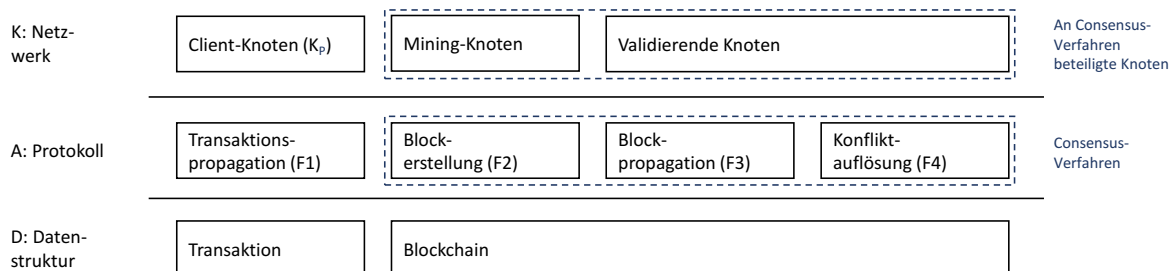 K: Netz-
werk
Client-Knoten (KP)
Mining-Knoten
Validierende Knoten
An Consensus-
Verfahren
beteiligte Knoten
A: Protokoll
Transaktions-
propagation (F1)
Block-
erstellung (F2)
Block-
propagation (F3)
Konflikt-
auflösung (F4)
Consensus-
Verfahren
D: Daten-
struktur
Transaktion
Blockchain